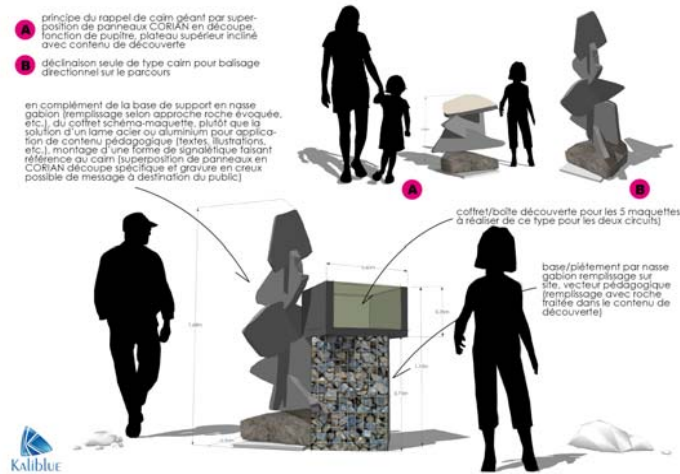 A
principe du rappel de cairn géant par super-
position de panneaux CORIAN en découpe,
fonction de pupitre, plateau supérieur incliné
avec contenu de découverte
B
déclinaison seule de type cairn pour balisage
directionnel sur le parcours
en complément de la base de support en nasse
gabion (remplissage selon approche roche évoquée,
etc.), du coffret schéma-maquette, plutôt que la
solution d'un lame acier ou aluminium pour applica-
tion de contenu pédagogique (textes, illustrations,
etc.), montage d'une forme de signalétique faisant
référence au cairn (superposition de panneaux en
CORIAN découpe spécifique et gravure en creux
possible de message à destination du public)
A
B
coffret/boîte découverte pour les 5 maquettes
à réaliser de ce type pour les deux circuits)
base/piétement par nasse
gabion remplissage sur
site, vecteur pédagogique
(remplissage avec roche
traitée dans le contenu de
découverte)
KALIBLUE